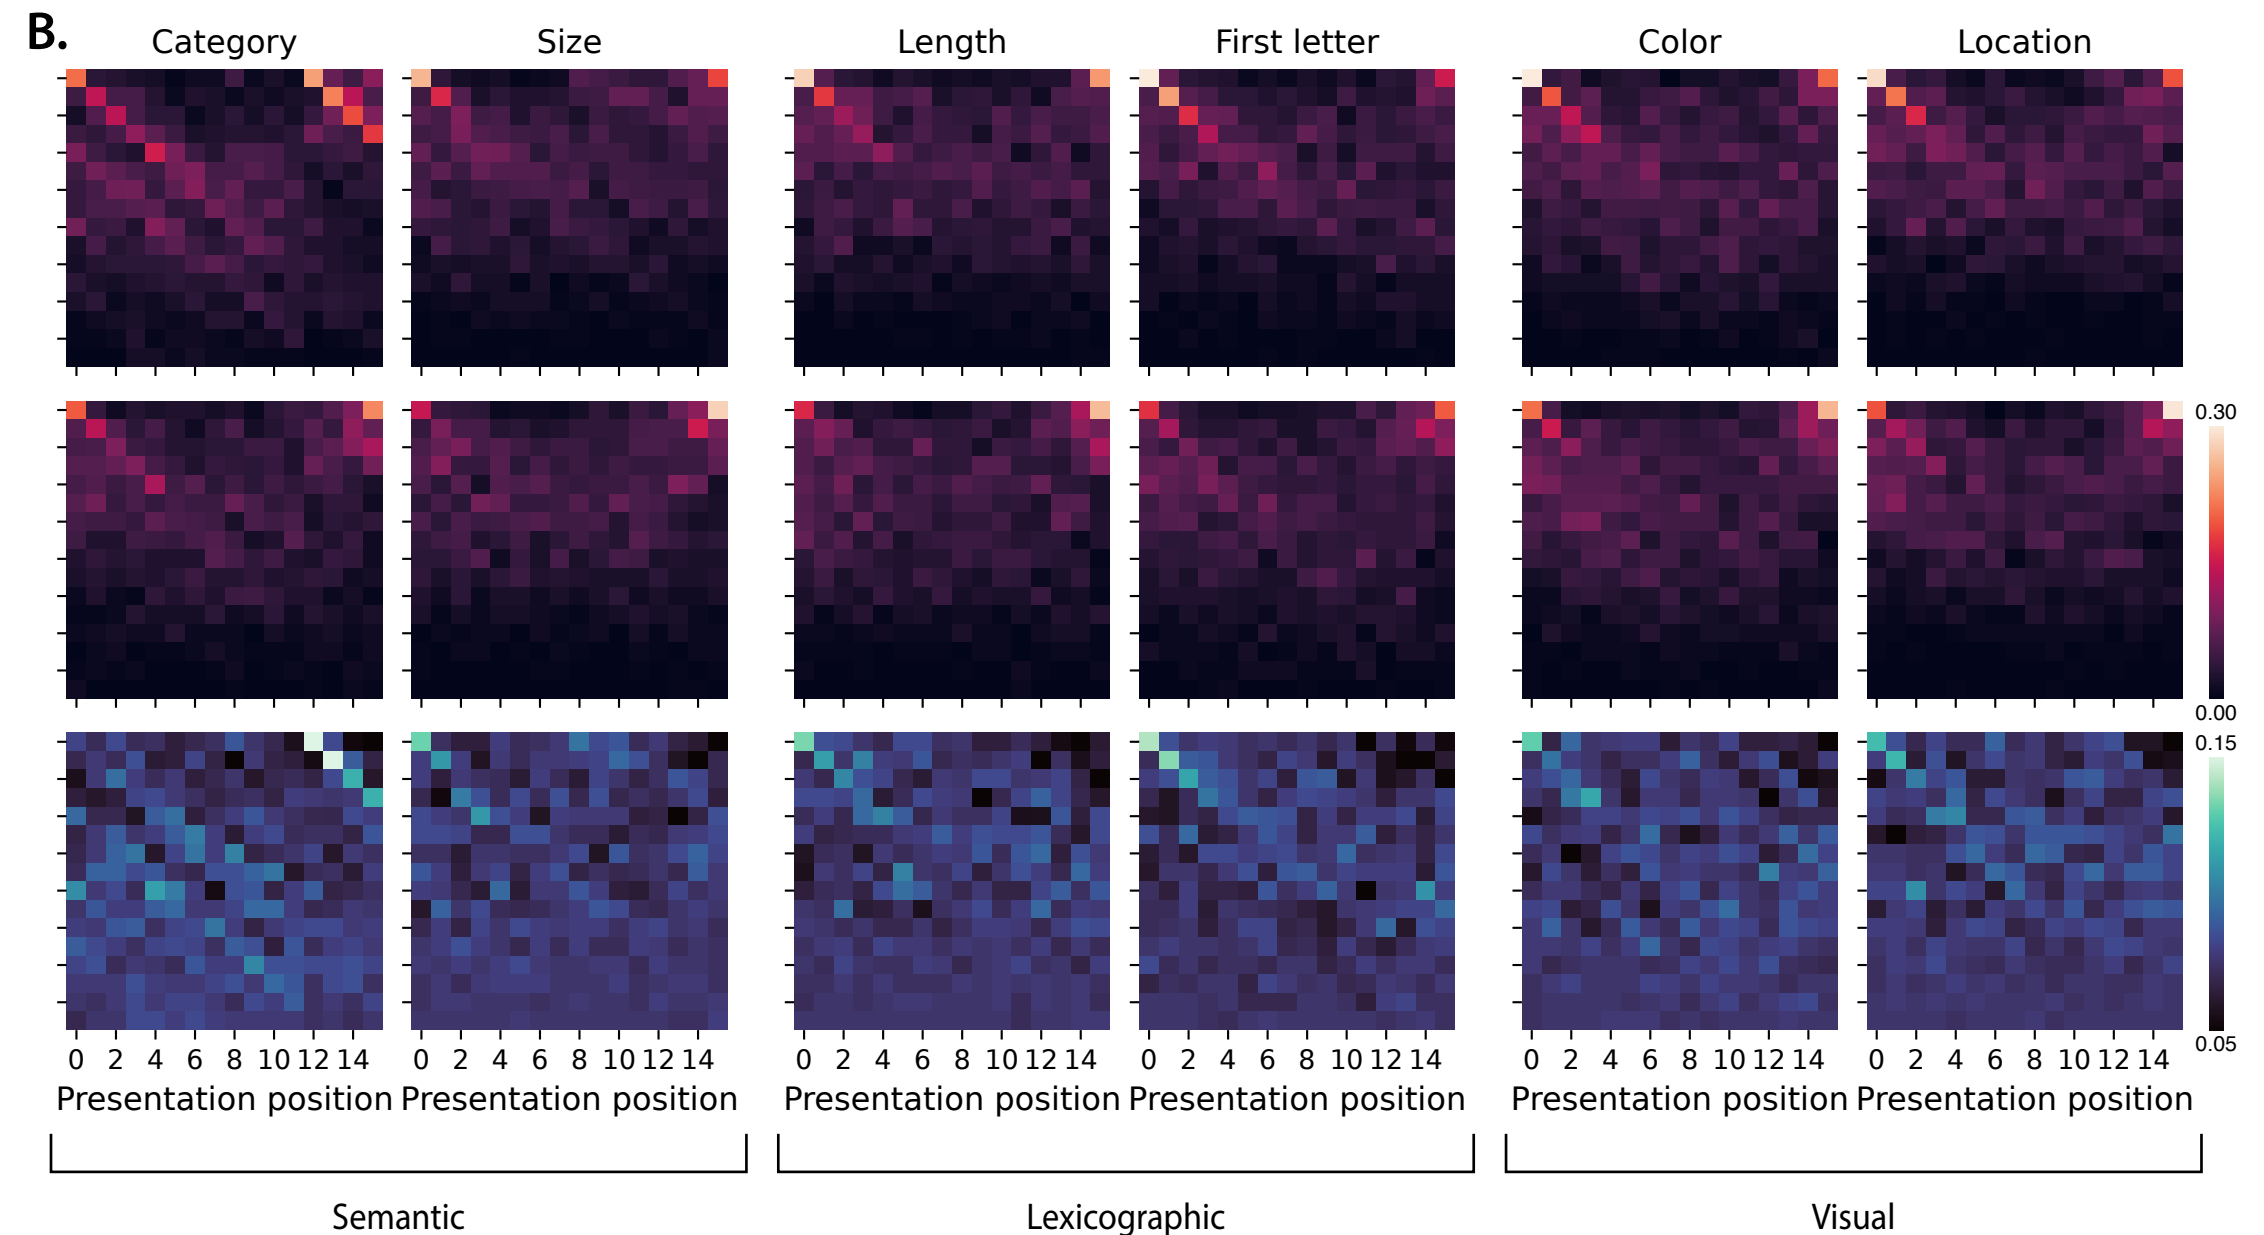 B.
Category Size Length First letter Color Location
0.30
0.00
0.15
0.05
0 2 4 6 8 10 12 14 0 2 4 6 8 10 12 14 0 2 4 6 8 10 12 14 0 2 4 6 8 10 12 14 0 2 4 6 8 10 12 14 0 2 4 6 8 10 12 14
Presentation position Presentation position Presentation position Presentation position Presentation position Presentation position
Semantic Lexicographic Visual